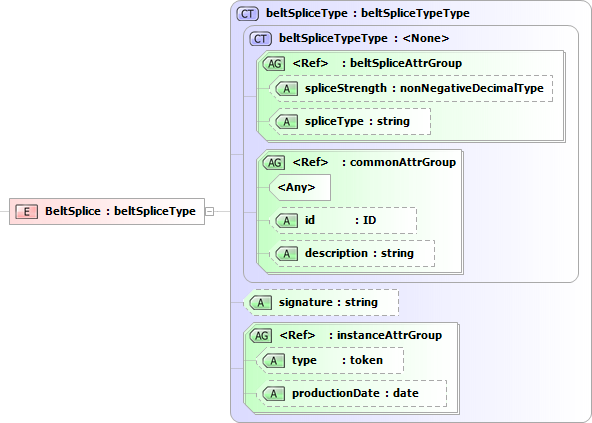 CT beltSpliceType : beltSpliceTypeType
CT beltSpliceTypeType : <None>
AG <Ref> : beltSpliceAttrGroup
A spliceStrength : nonNegativeDecimalType
A spliceType : string
AG <Ref> : commonAttrGroup
<Any>
E BeltSplice : beltSpliceType
A id : ID
A description : string
A signature : string
AG <Ref> : instanceAttrGroup
A type : token
A productionDate : date